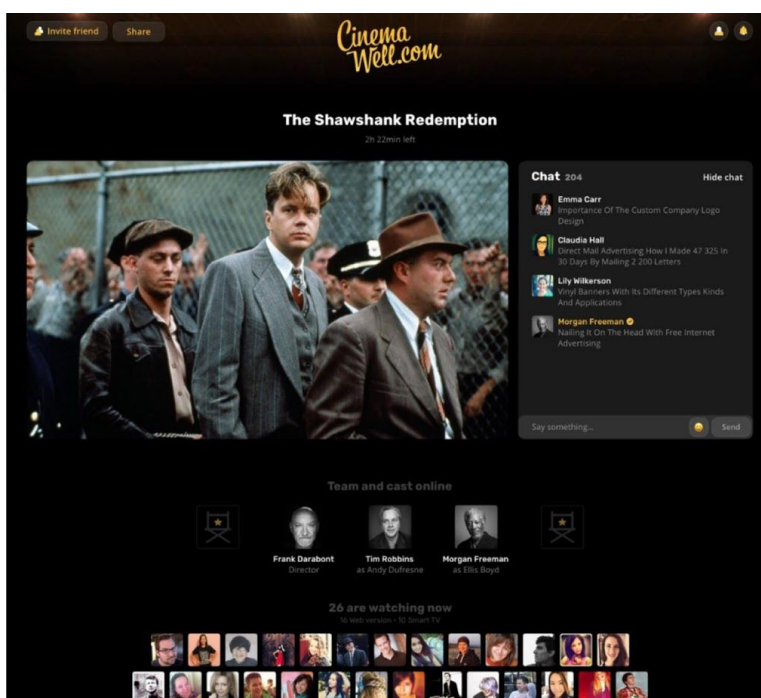 Invite friend
Share
Cinema
Well.com
The Shawshank Redemption
2h 22min left
Chat 204
Hide chat
Emma Carr
Importance Of The Custom Company Logo
Design
Claudia Hall
Direct Mail Advertising How I Made 47 325 In
30 Days By Mailing 2 200 Letters
Lily Wilkerson
Vinyl Banners With Its Different Types Kinds
And Applications
Morgan Freeman
Nailing It On The Head With Free Internet
Advertising
Say something...
Send
Team and cast online
Frank Darabont
Director
Tim Robbins
as Andy Dufresne
Morgan Freeman
as Ellis Boyd
26 are watching now
16 Web version • 10 Smart TV